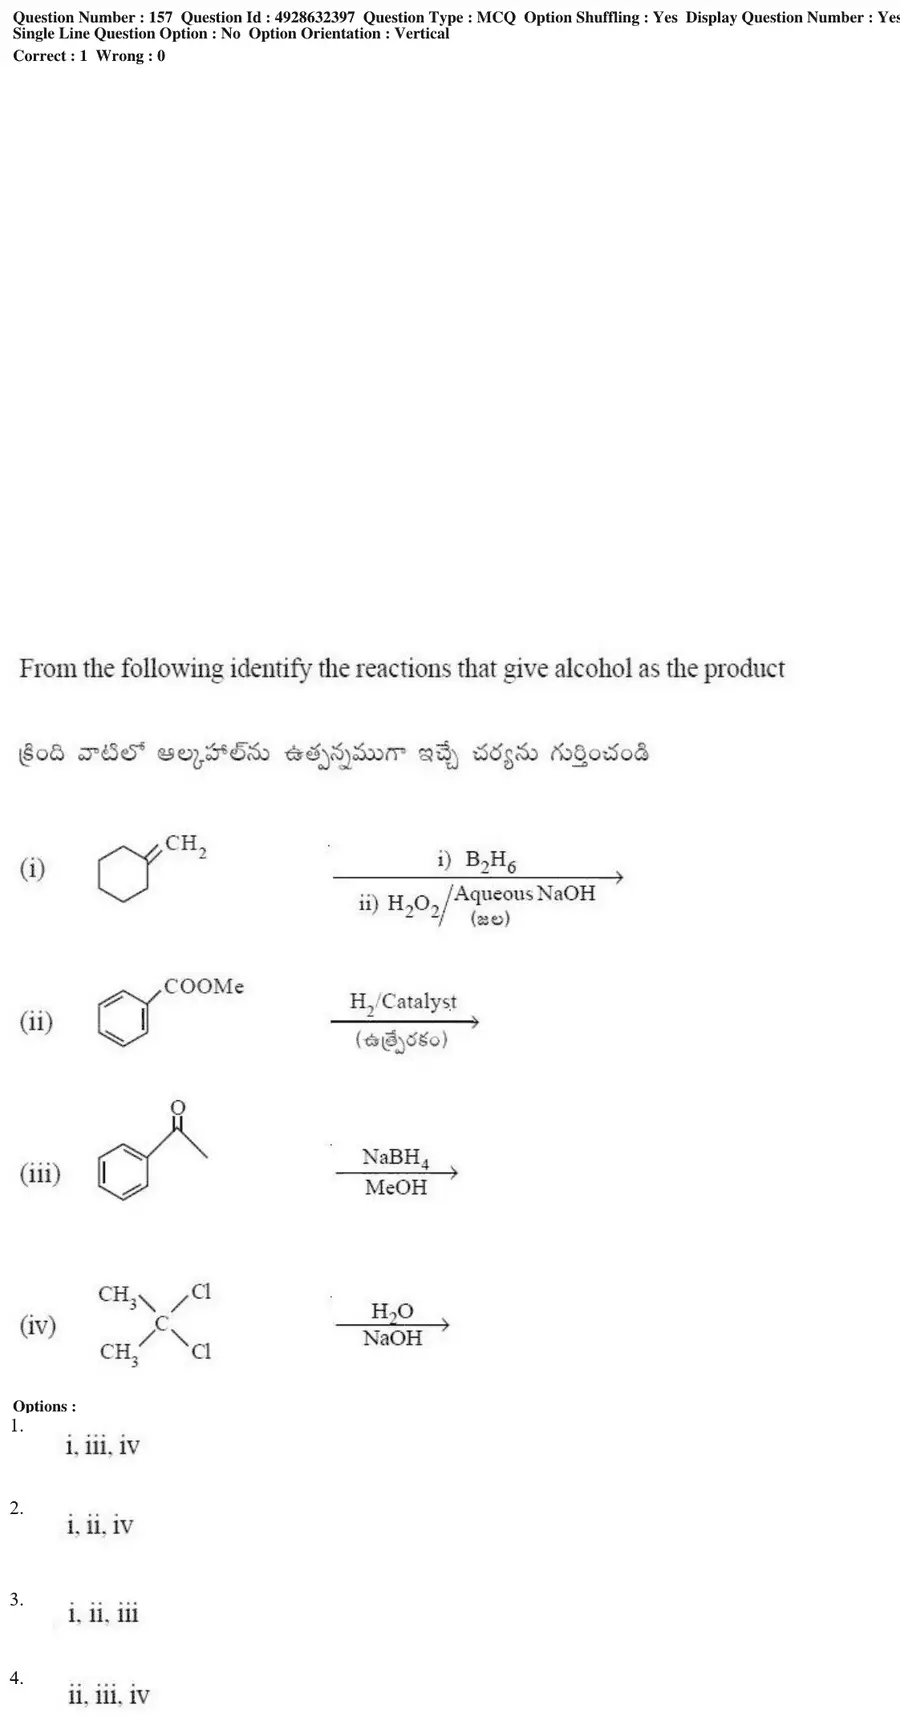 Question Number : 157 Question Id : 4928632397 Question Type : MCQ Option Shuffling : Yes Display Question Number : Yes
Single Line Question Option : No Option Orientation : Vertical
Correct : 1 Wrong : 0
From the following identify the reactions that give alcohol as the product
క్రింది వాటిలో ఆల్కహాల్‌ను ఉత్పన్నముగా ఇచ్చే చర్యను గుర్తించండి
(i) CH2 i) B2H6
ii) H2O2/Aqueous NaOH
(జల)
(ii) COOMe H2/Catalyst
(ఉత్ప్రేరకం)
O
(iii) NaBH4
MeOH
CH3 Cl
(iv) C H2O
NaOH
CH3 Cl
Options :
1.
i, iii, iv
2.
i, ii, iv
3.
i, ii, iii
4.
ii, iii, iv